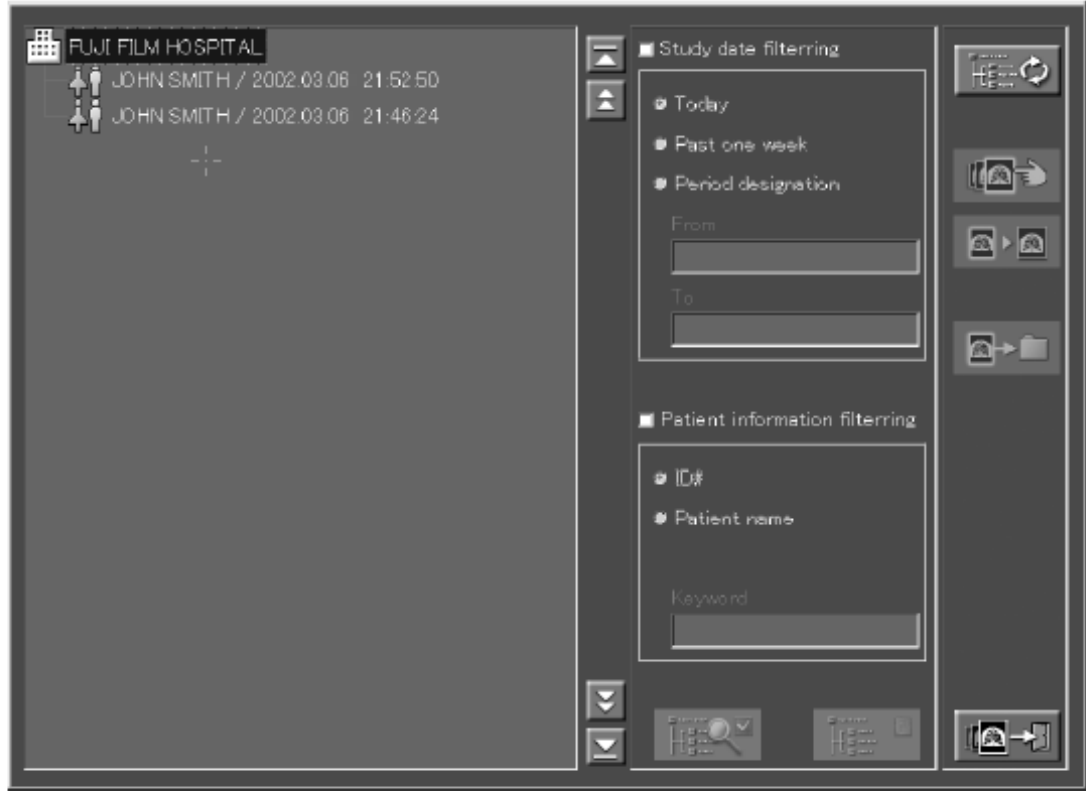 FUJI FILM HOSPITAL
JOHN SMITH / 2002.03.06 21:52:50
JOHN SMITH / 2002.03.06 21:46:24
Study date filterring
Today
Past one week
Period designation
From
To
Patient information filterring
ID#
Patient name
Keyword